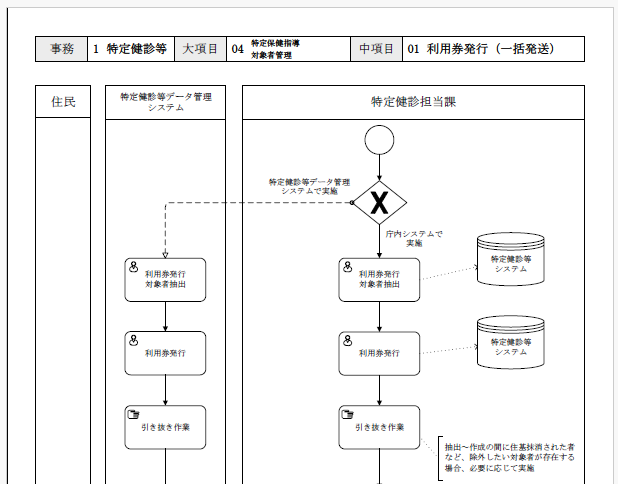 事務 1 特定健診等 大項目 04 特定保健指導
対象者管理 中項目 01 利用券発行（一括発送）
住民
特定健診等データ管理
システム
特定健診担当課
特定健診等データ管理
システムで実施
X
庁内システムで
実施
利用券発行
対象者抽出
利用券発行
対象者抽出
特定健診等
システム
利用券発行
利用券発行
特定健診等
システム
引き抜き作業
引き抜き作業
抽出～作成の間に住基抹消された者
など、除外したい対象者が存在する
場合、必要に応じて実施